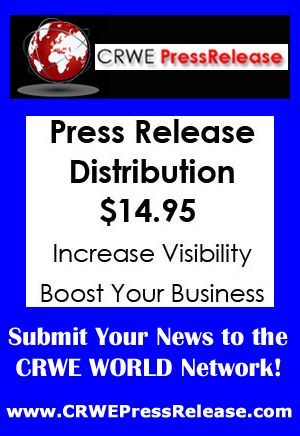 CRWE PressRelease
Press Release
Distribution
$14.95
Increase Visibility
Boost Your Business
Submit Your News to the
CRWE WORLD Network!
www.CRWEPressRelease.com